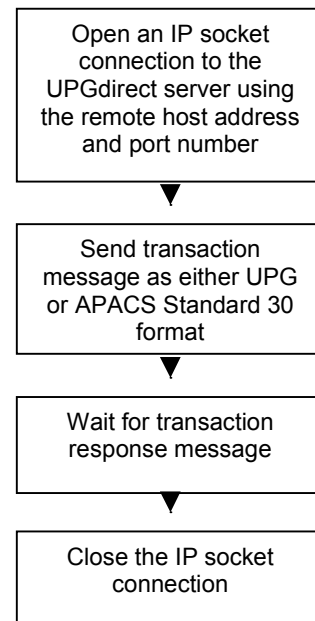 Open an IP socket
connection to the
UPGdirect server using
the remote host address
and port number
Send transaction
message as either UPG
or APACS Standard 30
format
Wait for transaction
response message
Close the IP socket
connection